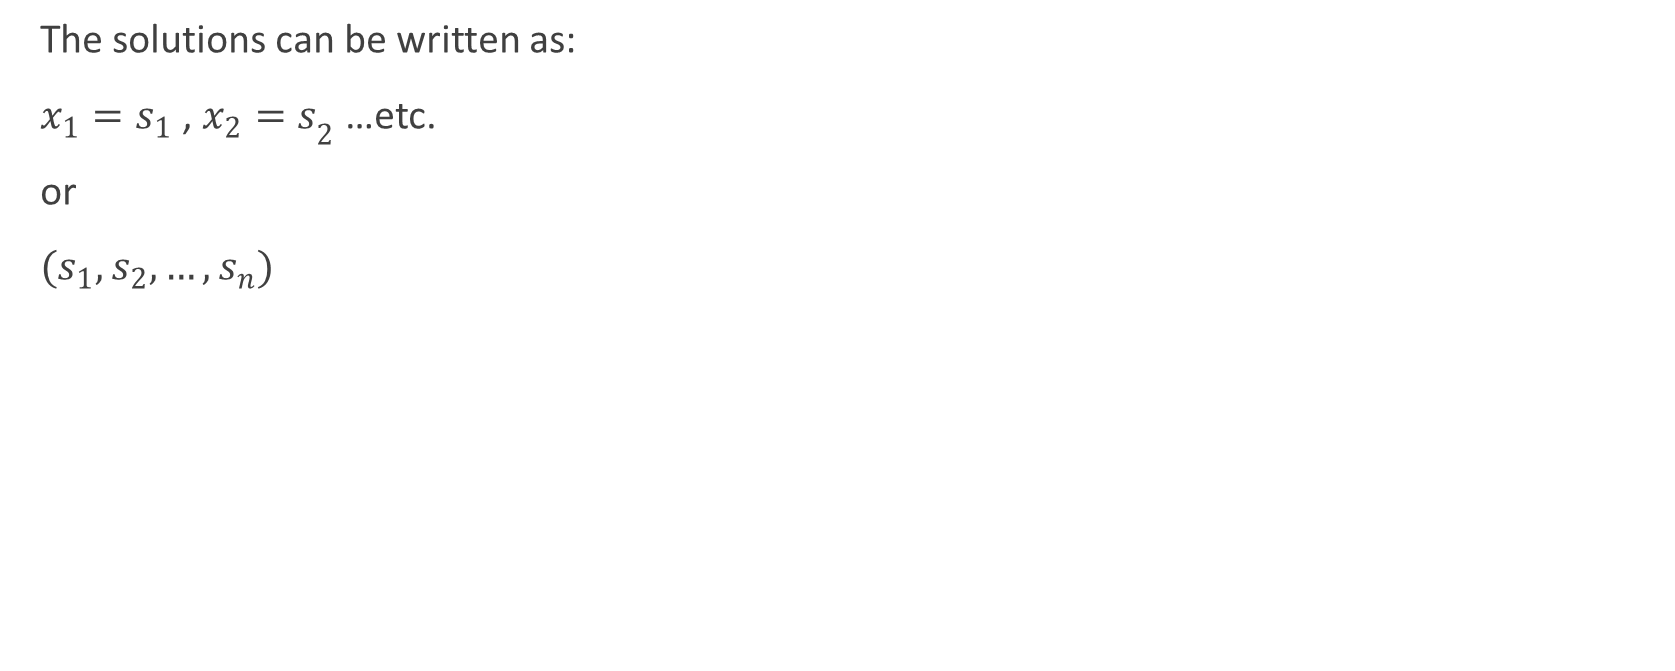 The solutions can be written as:
x₁ = s₁ , x₂ = s₂ …etc.
or
(s₁, s₂, … , sₙ)